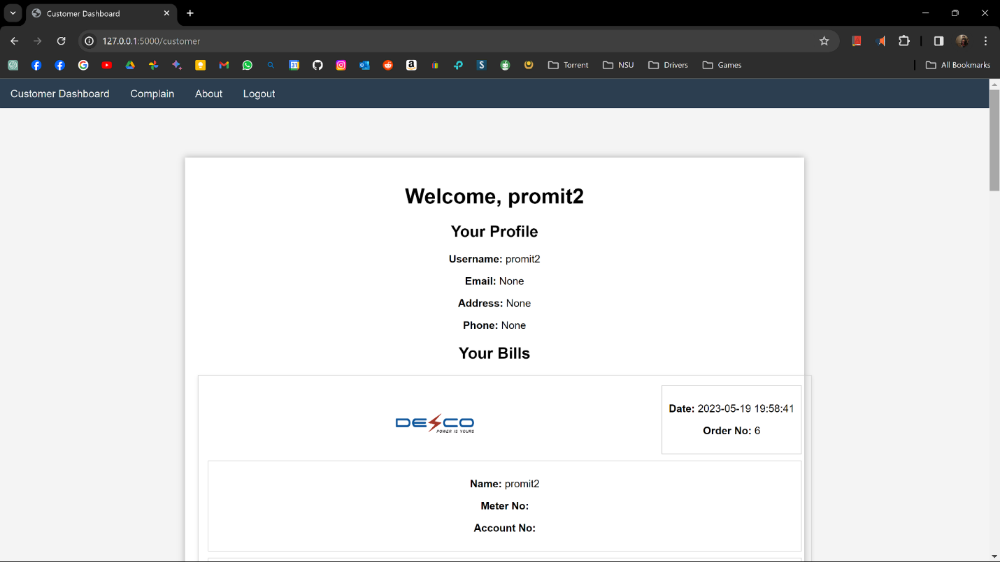 Customer Dashboard
127.0.0.1:5000/customer
31
a
S
Torrent
NSU
Drivers
Games
All Bookmarks
Customer Dashboard Complain About Logout
Welcome, promit2
Your Profile
Username: promit2
Email: None
Address: None
Phone: None
Your Bills
DESCO
POWER IS YOURS
Date: 2023-05-19 19:58:41
Order No: 6
Name: promit2
Meter No:
Account No: